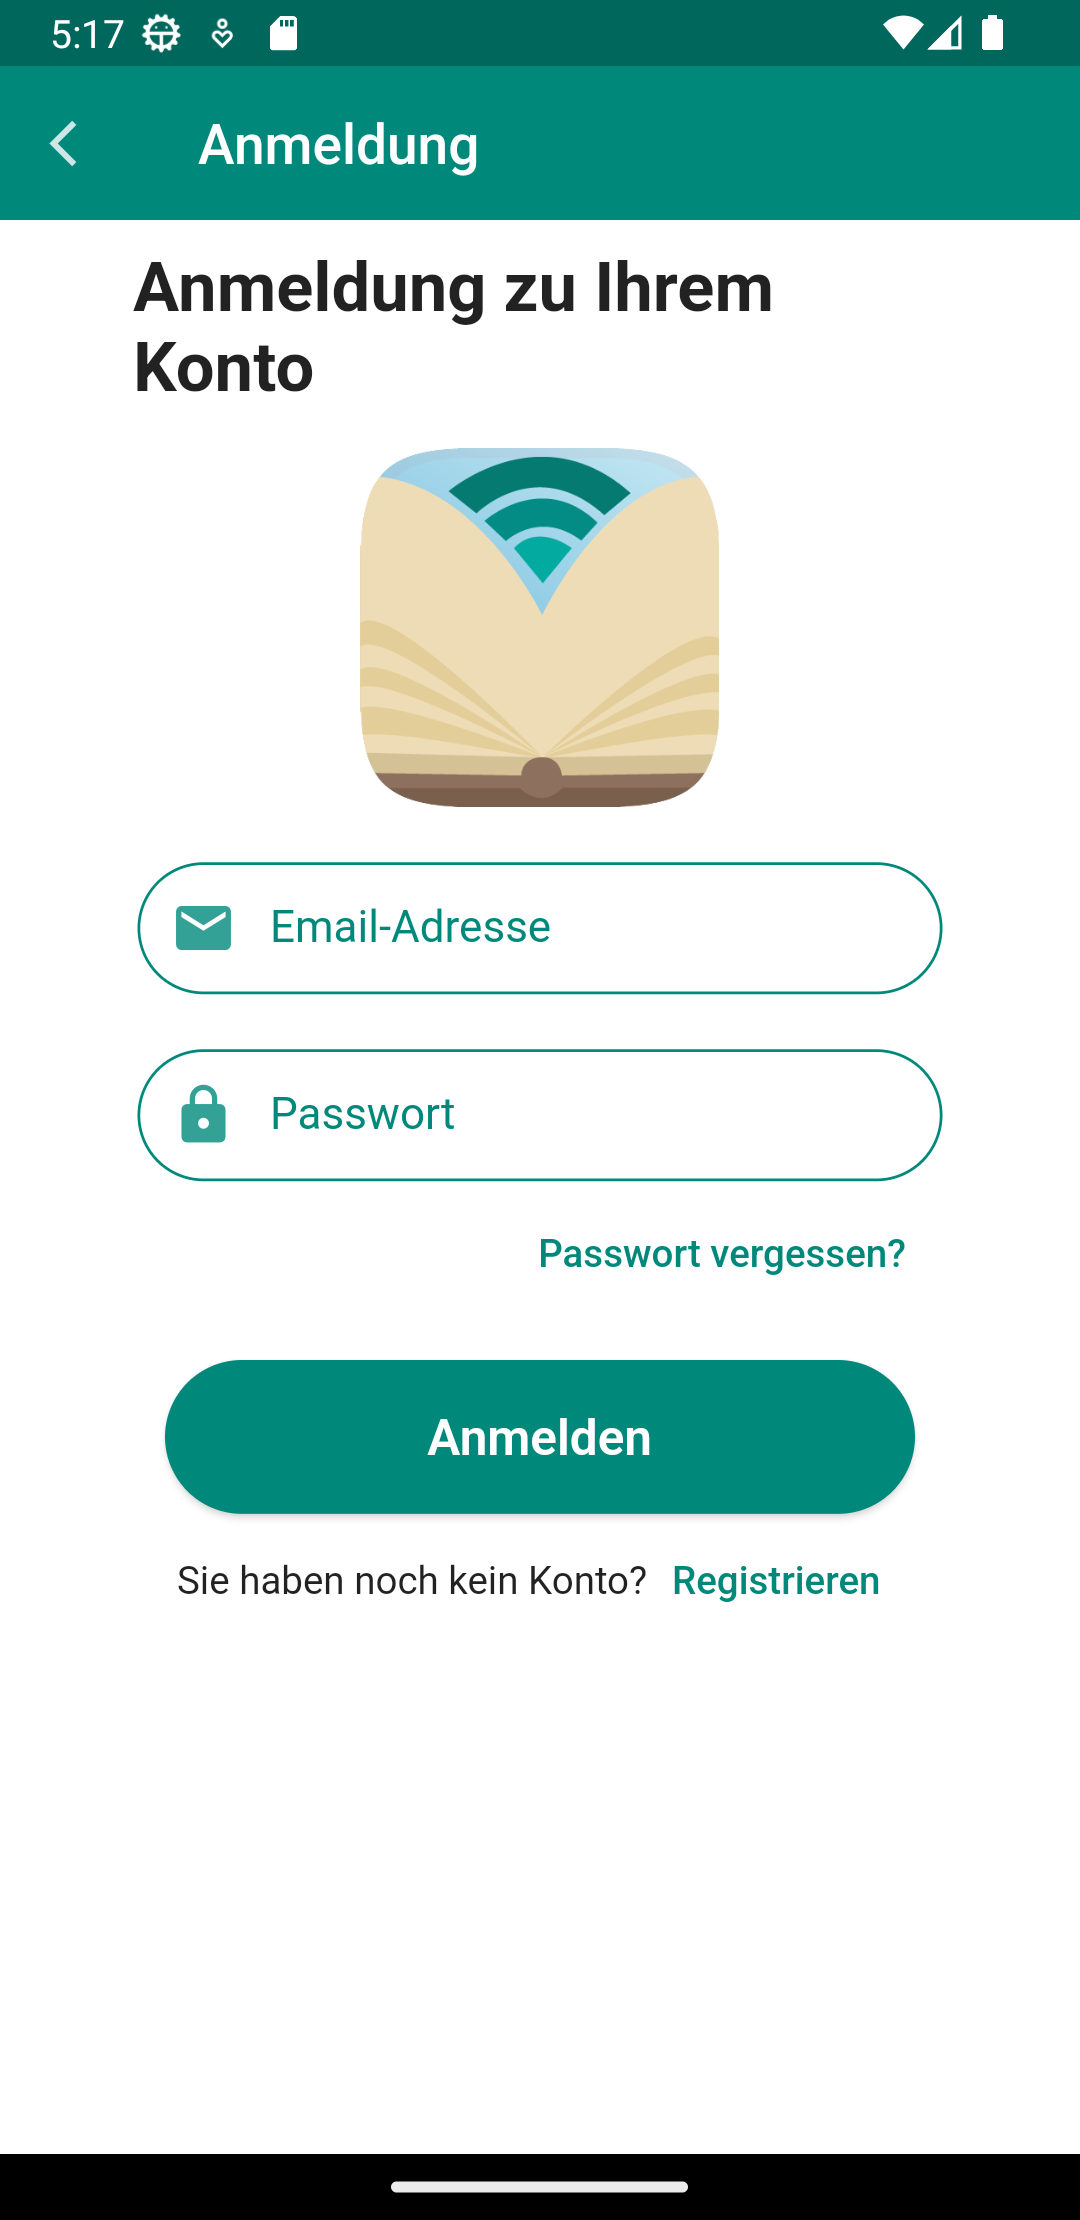 5:17
Anmeldung
Anmeldung zu Ihrem
Konto
Email-Adresse
Passwort
Passwort vergessen?
Anmelden
Sie haben noch kein Konto? Registrieren